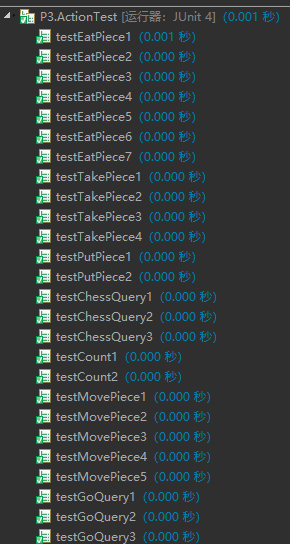 P3.ActionTest [运行器：JUnit 4] (0.001 秒)
testEatPiece1 (0.001 秒)
testEatPiece2 (0.000 秒)
testEatPiece3 (0.000 秒)
testEatPiece4 (0.000 秒)
testEatPiece5 (0.000 秒)
testEatPiece6 (0.000 秒)
testEatPiece7 (0.000 秒)
testTakePiece1 (0.000 秒)
testTakePiece2 (0.000 秒)
testTakePiece3 (0.000 秒)
testTakePiece4 (0.000 秒)
testPutPiece1 (0.000 秒)
testPutPiece2 (0.000 秒)
testChessQuery1 (0.000 秒)
testChessQuery2 (0.000 秒)
testChessQuery3 (0.000 秒)
testCount1 (0.000 秒)
testCount2 (0.000 秒)
testMovePiece1 (0.000 秒)
testMovePiece2 (0.000 秒)
testMovePiece3 (0.000 秒)
testMovePiece4 (0.000 秒)
testMovePiece5 (0.000 秒)
testGoQuery1 (0.000 秒)
testGoQuery2 (0.000 秒)
testGoQuery3 (0.000 秒)